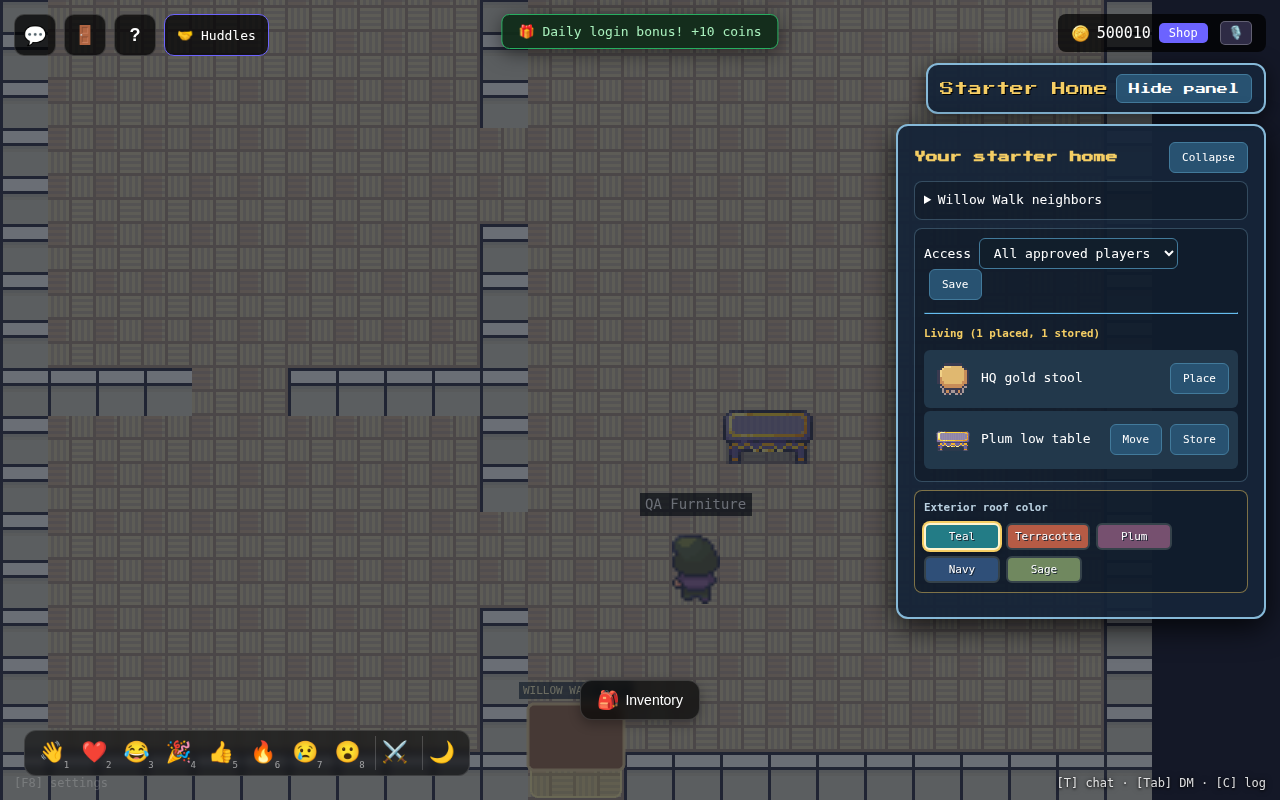 ? Huddles
Daily login bonus! +10 coins
500010 Shop
Starter Home Hide panel
Your starter home Collapse
Willow Walk neighbors
Access All approved players
Save
Living (1 placed, 1 stored)
HQ gold stool Place
Plum low table Move Store
QA Furniture
Exterior roof color
Teal Terracotta Plum
Navy Sage
WILLOW WA
Inventory
1 2 3 4 5 6 7 8
[F8] settings
[T] chat · [Tab] DM · [C] log